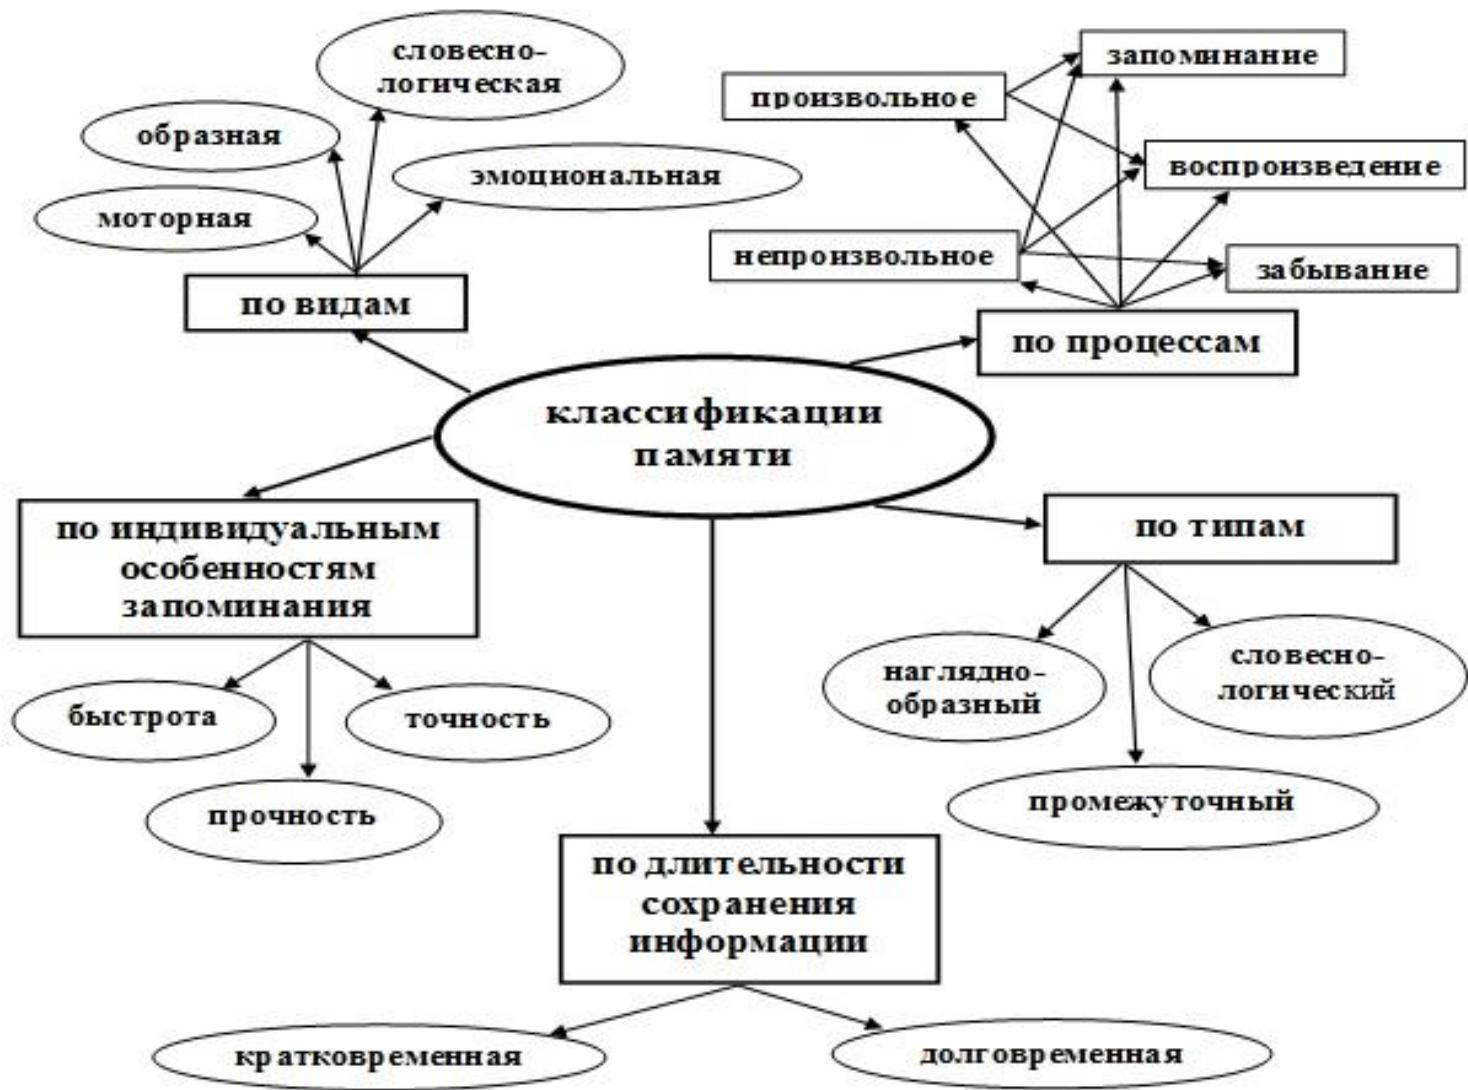 словесно-
логическая
образная
эмоциональная
моторная
по видам
запоминание
произвольное
воспроизведение
непроизвольное
забывание
по процессам
классификации
памяти
по индивидуальным
особенностям
запоминания
быстрота
точность
прочность
по типам
наглядно-
образный
словесно-
логический
промежуточный
по длительности
сохранения
информации
кратковременная
долговременная